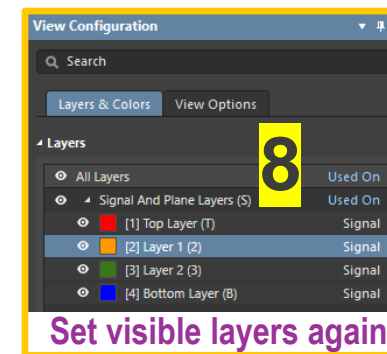 View Configuration
Search
Layers & Colors View Options
Layers
8
All Layers Used On
Signal And Plane Layers (S) Used On
[1] Top Layer (T) Signal
[2] Layer 1 (2) Signal
[3] Layer 2 (3) Signal
[4] Bottom Layer (B) Signal
Set visible layers again